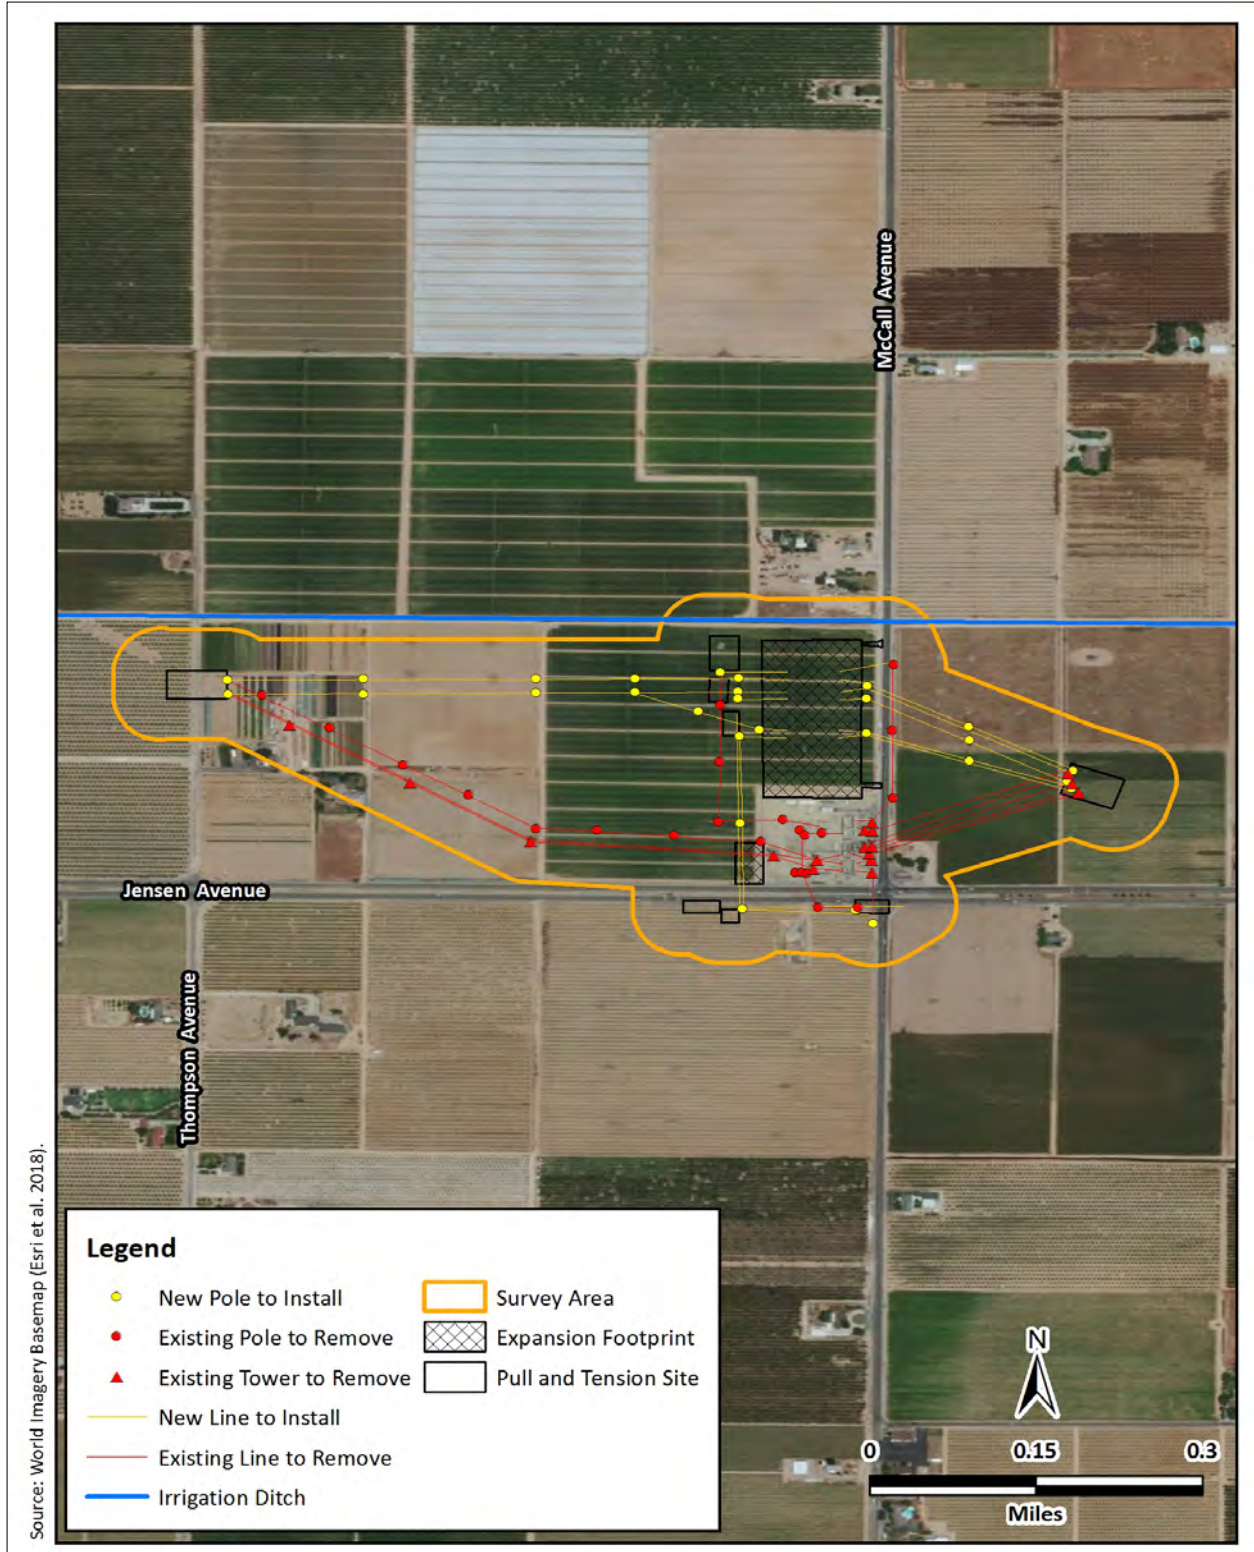 McCall Avenue
Jensen Avenue
Thompson Avenue
Source: World Imagery Basemap (Esri et al. 2018).
Legend
New Pole to Install
Existing Pole to Remove
Existing Tower to Remove
New Line to Install
Existing Line to Remove
Irrigation Ditch
Survey Area
Expansion Footprint
Pull and Tension Site
N
0 0.15 0.3
Miles